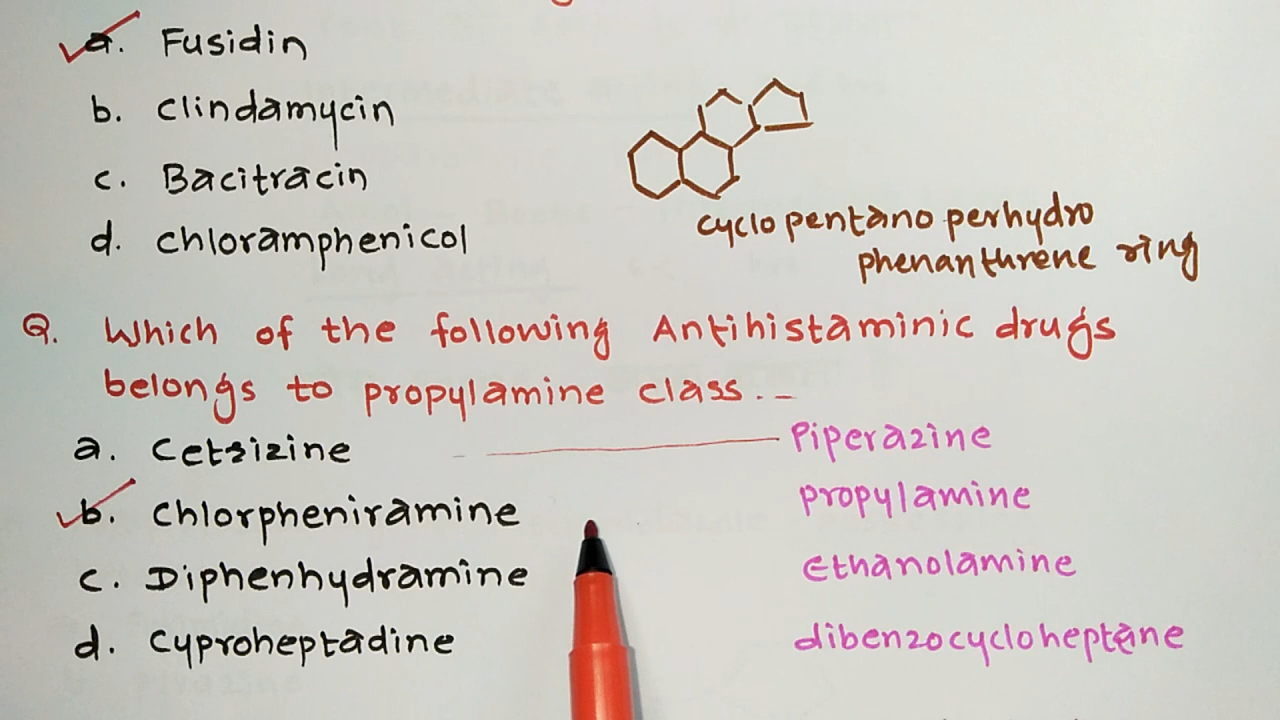 a. Fusidin
b. Clindamycin
c. Bacitracin
d. chloramphenicol
cyclo pentano perhydro
phenanthrene ring
Q. Which of the following Antihistaminic drugs
belongs to propylamine class . . _
a. Cetrizine Piperazine
b. Chlorpheniramine propylamine
c. Diphenhydramine ethanolamine
d. Cyproheptadine dibenzocycloheptane